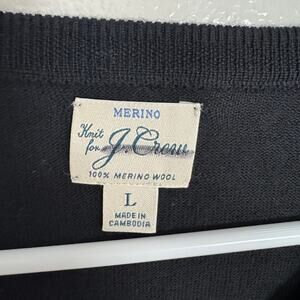 MERINO
Knit
for J.Crew
100% MERINO WOOL
L
MADE IN
CAMBODIA